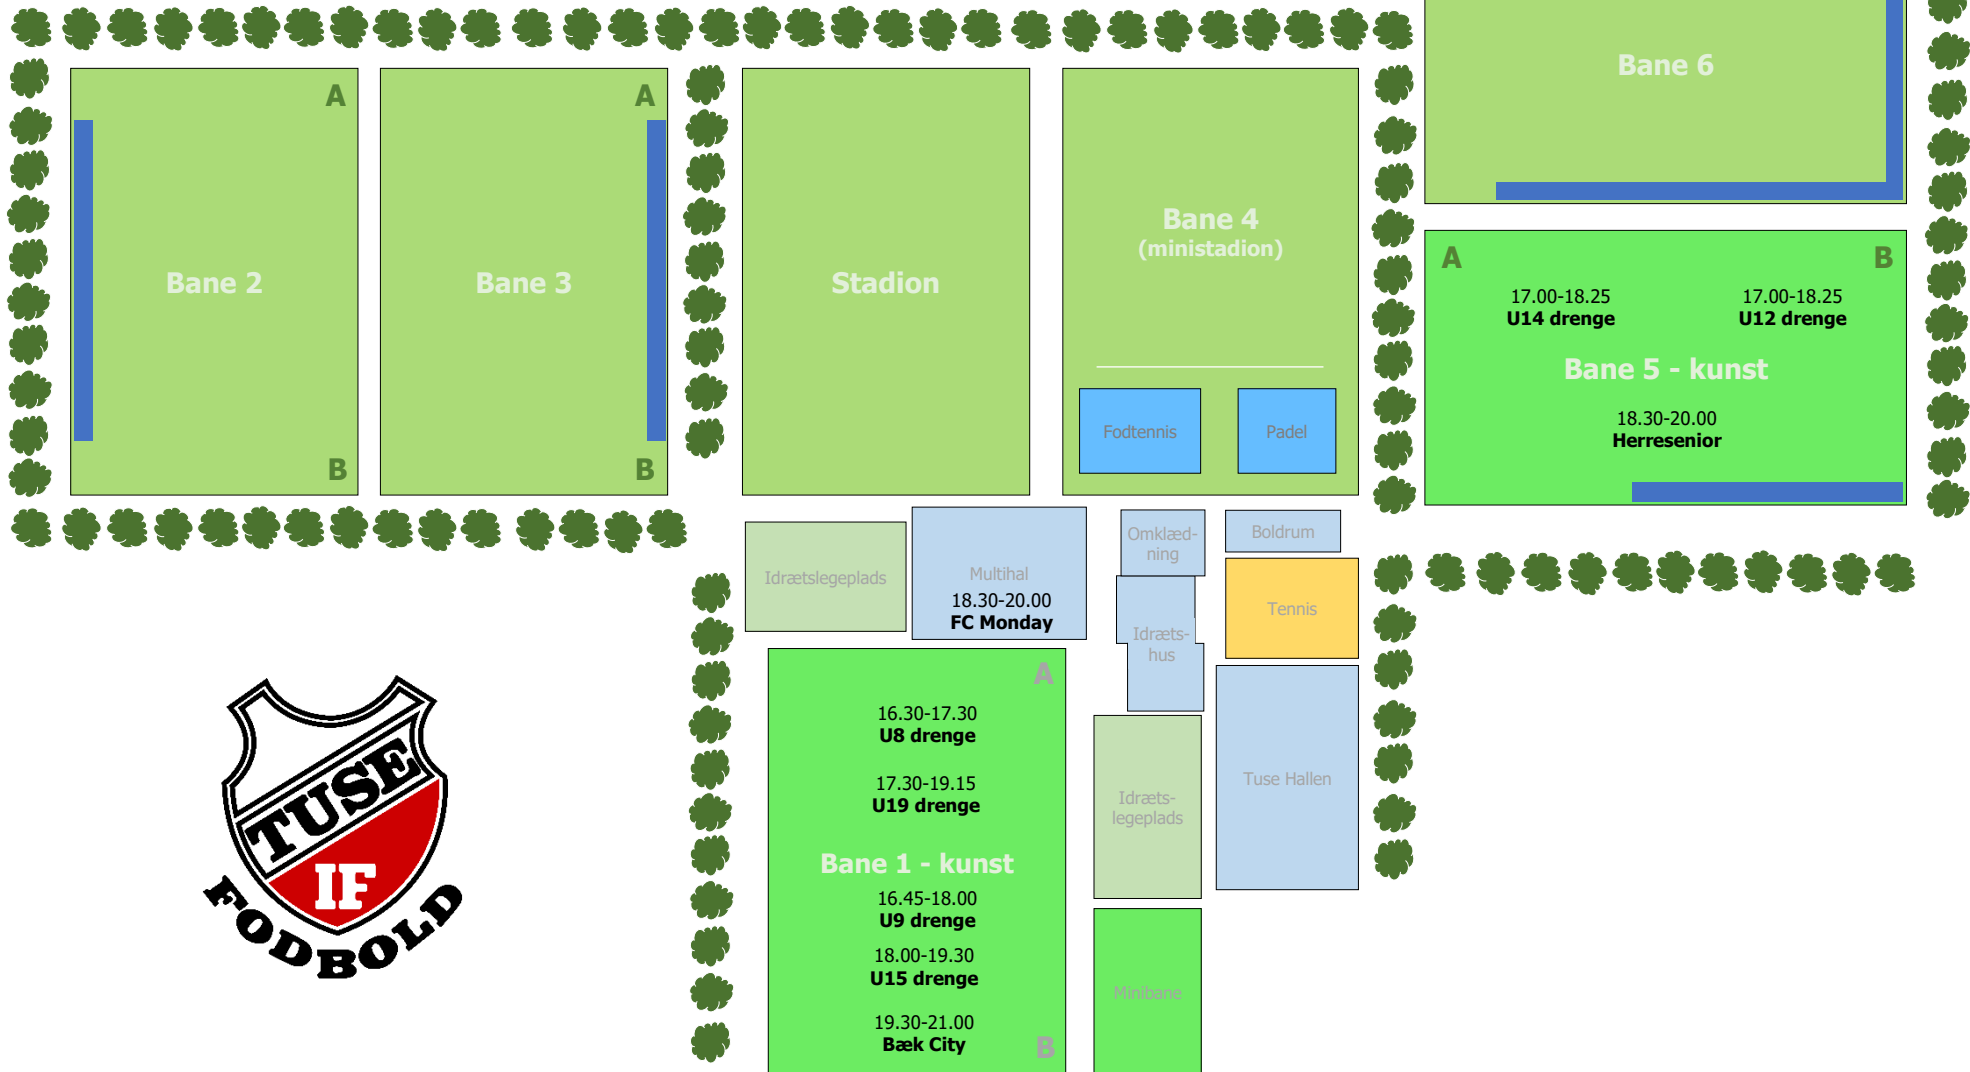 Bane 6
A
A
Bane 2
Bane 3
B
B
Stadion
Bane 4
(ministadion)
Fodtennis
Padel
A
B
17.00-18.25
U14 drenge
17.00-18.25
U12 drenge
Bane 5 - kunst
18.30-20.00
Herresenior
Idrætslegeplads
Multihal
18.30-20.00
FC Monday
Omklæd-
ning
Boldrum
Idræts-
hus
Tennis
A
16.30-17.30
U8 drenge
17.30-19.15
U19 drenge
Bane 1 - kunst
16.45-18.00
U9 drenge
18.00-19.30
U15 drenge
19.30-21.00
Bæk City
B
Idræts-
legeplads
Tuse Hallen
Minibane
TUSE
IF
FODBOLD